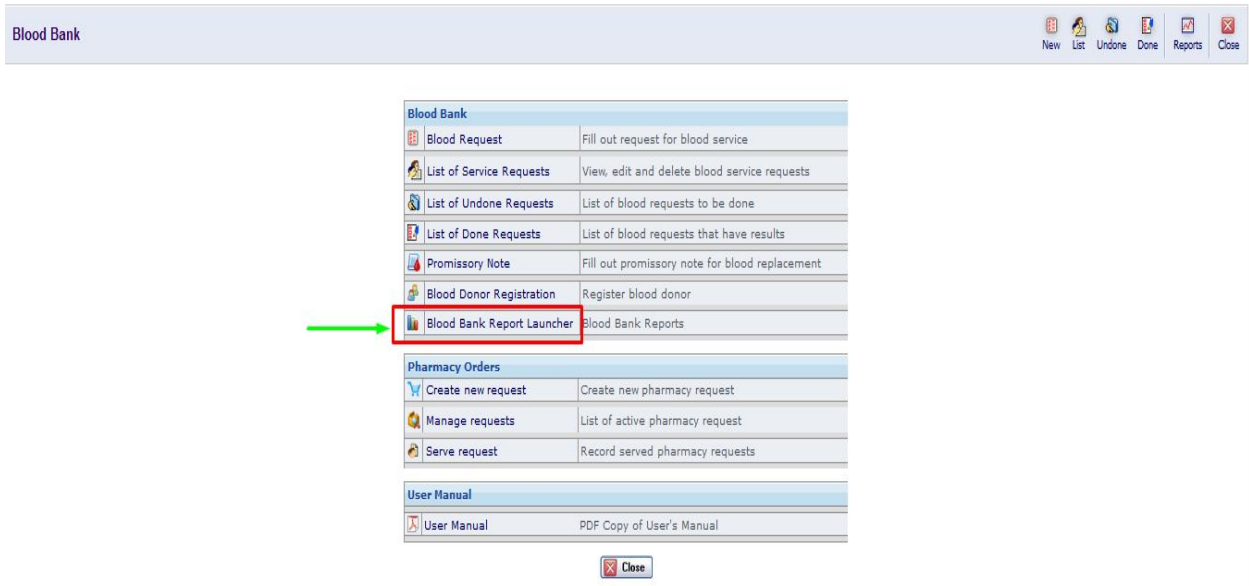 Blood Bank
New List Undone Done Reports Close
Blood Bank
Blood Request Fill out request for blood service
List of Service Requests View, edit and delete blood service requests
List of Undone Requests List of blood requests to be done
List of Done Requests List of blood requests that have results
Promissory Note Fill out promissory note for blood replacement
Blood Donor Registration Register blood donor
Blood Bank Report Launcher Blood Bank Reports
Pharmacy Orders
Create new request Create new pharmacy request
Manage requests List of active pharmacy request
Serve request Record served pharmacy requests
User Manual
User Manual PDF Copy of User's Manual
Close